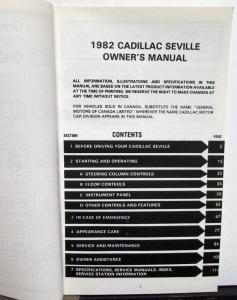 1982 CADILLAC SEVILLE
OWNER'S MANUAL
ALL INFORMATION, ILLUSTRATIONS AND SPECIFICATIONS IN THIS
MANUAL ARE BASED ON THE LATEST PRODUCT INFORMATION AVAILABLE
AT THE TIME OF PRINTING. WE RESERVE THE RIGHT TO MAKE CHANGES AT
ANY TIME WITHOUT NOTICE.
FOR VEHICLES SOLD IN CANADA, SUBSTITUTE THE NAME "GENERAL
MOTORS OF CANADA LIMITED" WHEREVER THE NAME CADILLAC MOTOR
CAR DIVISION APPEARS IN THIS MANUAL.
SECTION CONTENTS PAGE
1 BEFORE DRIVING YOUR CADILLAC SEVILLE 2
2 STARTING AND OPERATING 15
A STEERING COLUMN CONTROLS
B FLOOR CONTROLS
C INSTRUMENT PANEL
D OTHER CONTROLS AND FEATURES
3 IN CASE OF EMERGENCY 67
4 APPEARANCE CARE 77
5 SERVICE AND MAINTENANCE
6 OWNER ASSISTANCE
7 SPECIFICATIONS, SERVICE MANUALS, INDEX,
SERVICE STATION INFORMATION
1